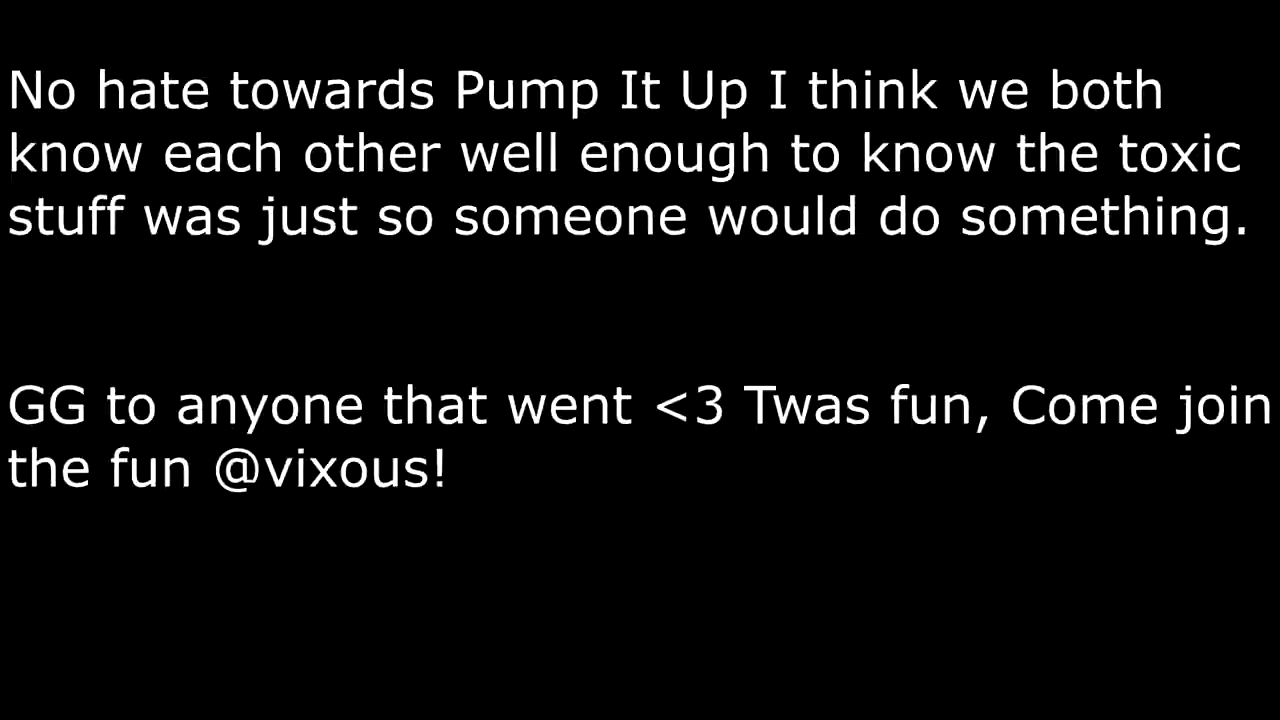 No hate towards Pump It Up I think we both
know each other well enough to know the toxic
stuff was just so someone would do something.
GG to anyone that went <3 Twas fun, Come join
the fun @vixous!